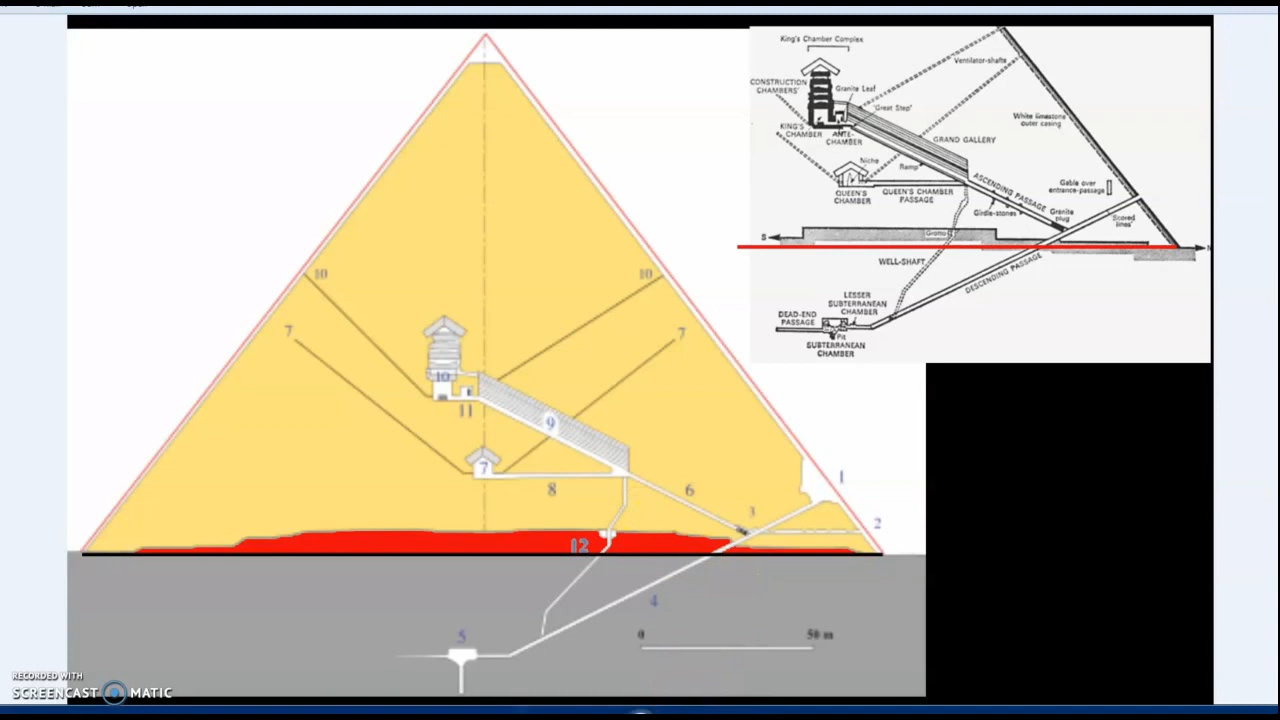 King's Chamber Complex
CONSTRUCTION
CHAMBERS'
Granite Leaf
'Great Step'
Ventilator-shafts
White limestone
outer casing
KING'S
CHAMBER
ANTE-
CHAMBER
GRAND GALLERY
Niche
Ramp
ASCENDING PASSAGE
Gable over
entrance-passage
QUEEN'S
CHAMBER
QUEEN'S CHAMBER
PASSAGE
Girdle-stones
Granite
plug
Scored
lines'
S
Grotto
N
WELL-SHAFT
DESCENDING PASSAGE
LESSER
SUBTERRANEAN
CHAMBER
DEAD-END
PASSAGE
Pit
SUBTERRANEAN
CHAMBER
10
10
7
7
10
11
9
7
8
6
1
3
2
12
4
5
0
50 m
RECORDED WITH
SCREENCAST MATIC